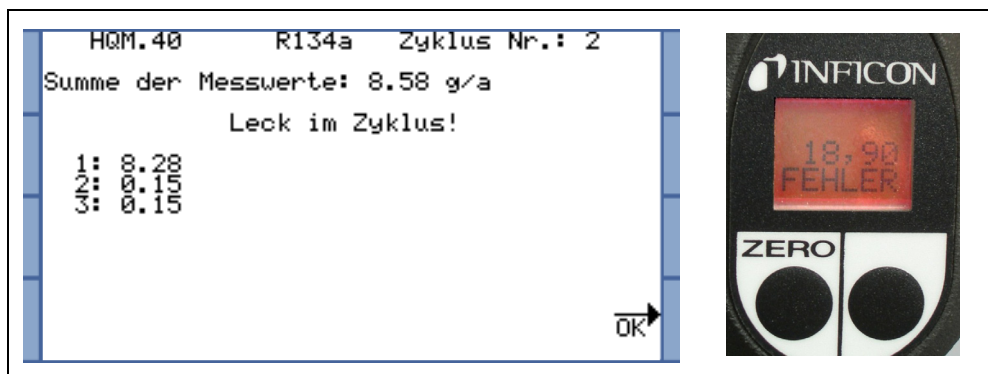 HQM.40 R134a Zyklus Nr.: 2
Summe der Messwerte: 8.58 g/a
Leck im Zyklus!
1: 8.28
2: 0.15
3: 0.15
OK
INFICON
18,90
FEHLER
ZERO